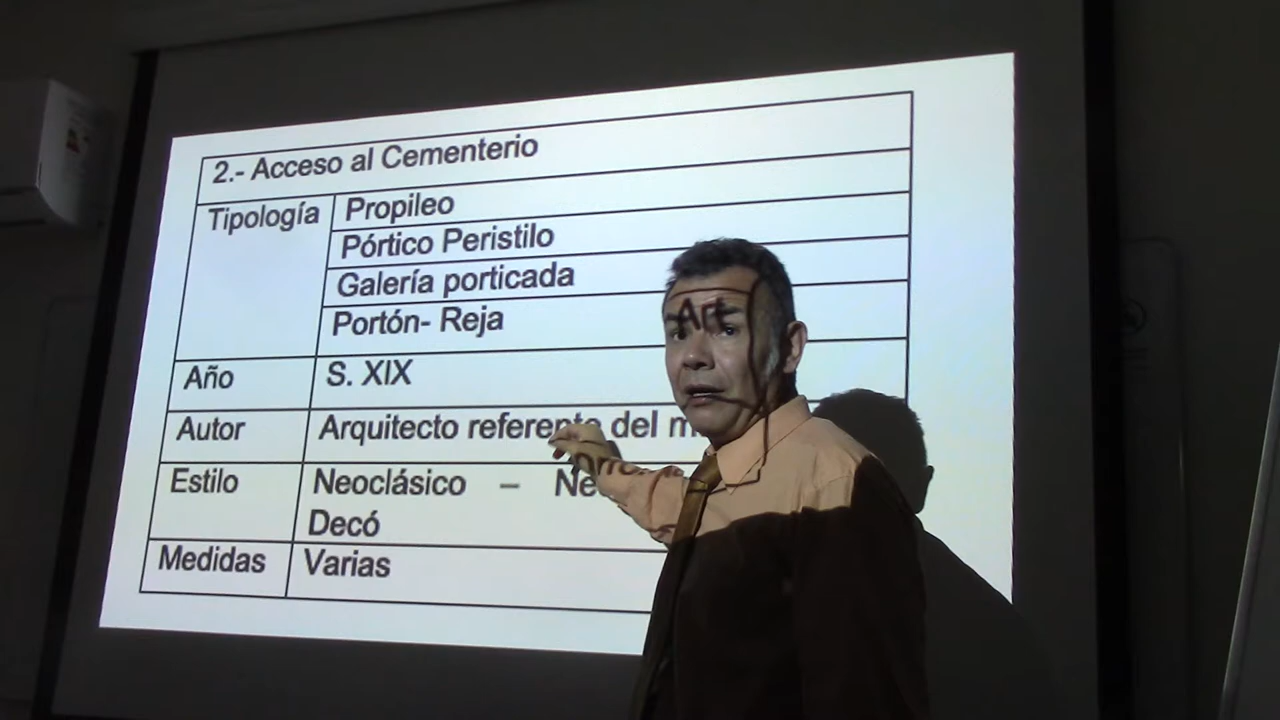 2.- Acceso al Cementerio
Tipología Propileo
Pórtico Peristilo
Galería porticada
Portón- Reja
Año S. XIX
Autor Arquitecto referente del
Estilo Neoclásico – Art
Decó
Medidas Varias